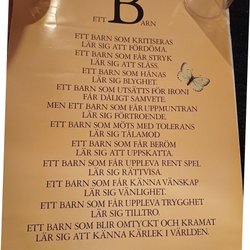 ETT BARN
ETT BARN SOM KRITISERAS
LÄR SIG ATT FÖRDÖMA.
ETT BARN SOM FÅR STRYK
LÄR SIG ATT SLÅSS.
ETT BARN SOM HÅNAS
LÄR SIG BLYGHET.
ETT BARN SOM UTSÄTTS FÖR IRONI
FÅR DÅLIGT SAMVETE.
MEN ETT BARN SOM FÅR UPPMUNTRAN
LÄR SIG FÖRTROENDE.
ETT BARN SOM MÖTS MED TOLERANS
LÄR SIG TÅLAMOD.
ETT BARN SOM FÅR BERÖM
LÄR SIG ATT UPPSKATTA.
ETT BARN SOM FÅR UPPLEVA RENT SPEL
LÄR SIG RÄTTVISA.
ETT BARN SOM FÅR KÄNNA VÄNSKAP
LÄR SIG VÄNLIGHET.
ETT BARN SOM FÅR UPPLEVA TRYGGHET
LÄR SIG TILLTRO.
ETT BARN SOM BLIR OMTYCKT OCH KRAMAT
LÄR SIG ATT KÄNNA KÄRLEK I VÄRLDEN.